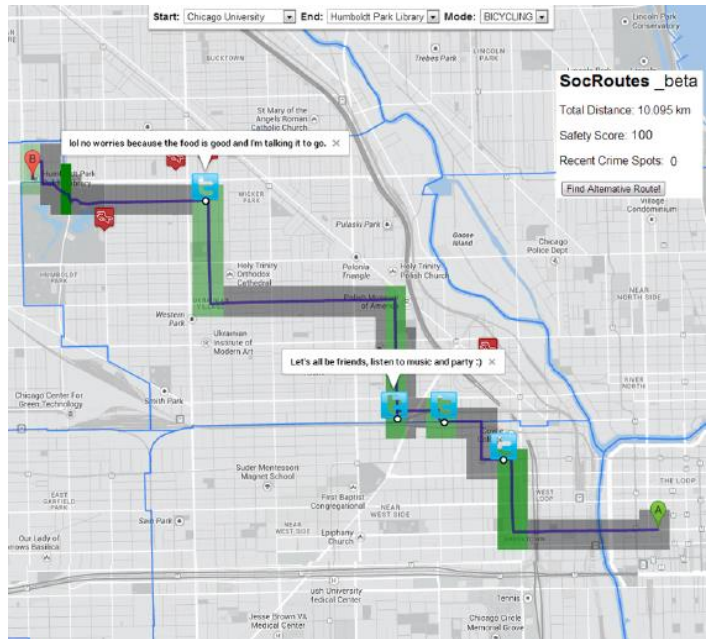 Start: Chicago University End: Humboldt Park Library Mode: BICYCLING
Lincoln Park
Conservatory
BUCKTOWN
Trebes Park
LINCOLN
PARK
SocRoutes _beta
Total Distance: 10.095 km
Safety Score: 100
Recent Crime Spots: 0
Find Alternative Route!
St Mary of the
Angels Roman
Catholic Church
lol no worries because the food is good and I'm talking it to go.
B
WICKER
PARK
Pulaski Park
Goose
Island
Village
Condominium
Chicago
Police Dept
HUMBOLDT
PARK
Holy Trinity
Orthodox
Cathedral
Polonia
Triangle
Holy Trinity
Polish Church
NEAR
NORTH SIDE
Western
Park
Ukrainian
Institute of
Modern Art
Let's all be friends, listen to music and party :)
RIVER
NORTH
Chicago Center For
Green Technology
Smith Park
Suder Montessori
Magnet School
WEST
LOOP
THE LOOP
EAST
GARFIELD
PARK
First Baptist
Congregational
A
Our Lady of
NEAR
WEST SIDE
Epiphany
Church
NEAR
WEST SIDE
Medical Center
Tennis
Jesse Brown VA
Medical Center
Chicago Circle
Memorial Grove